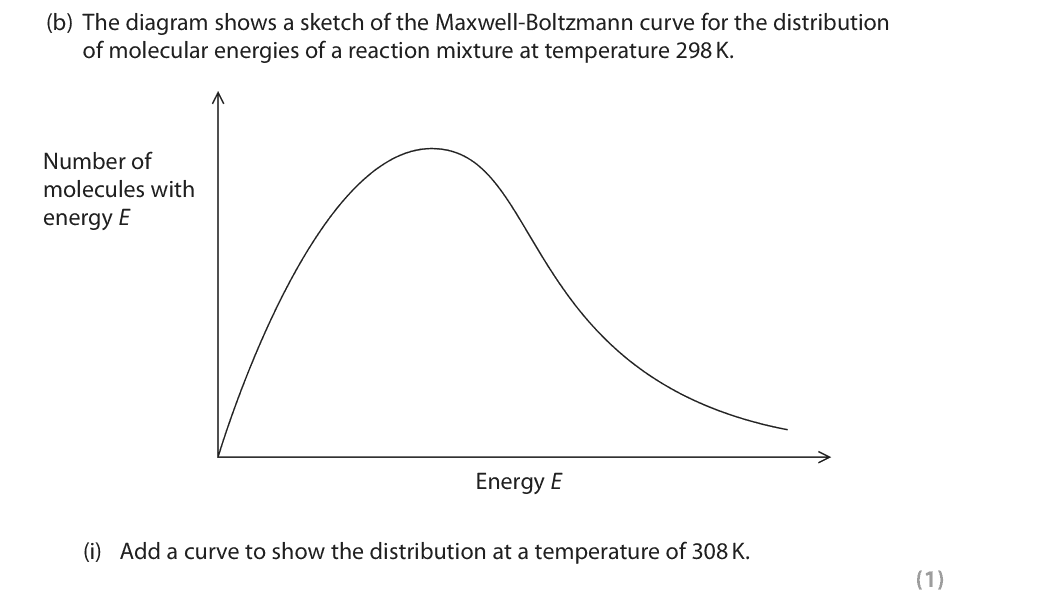 (b) The diagram shows a sketch of the Maxwell-Boltzmann curve for the distribution
of molecular energies of a reaction mixture at temperature 298 K.
Number of
molecules with
energy E
Energy E
(i) Add a curve to show the distribution at a temperature of 308 K.
(1)